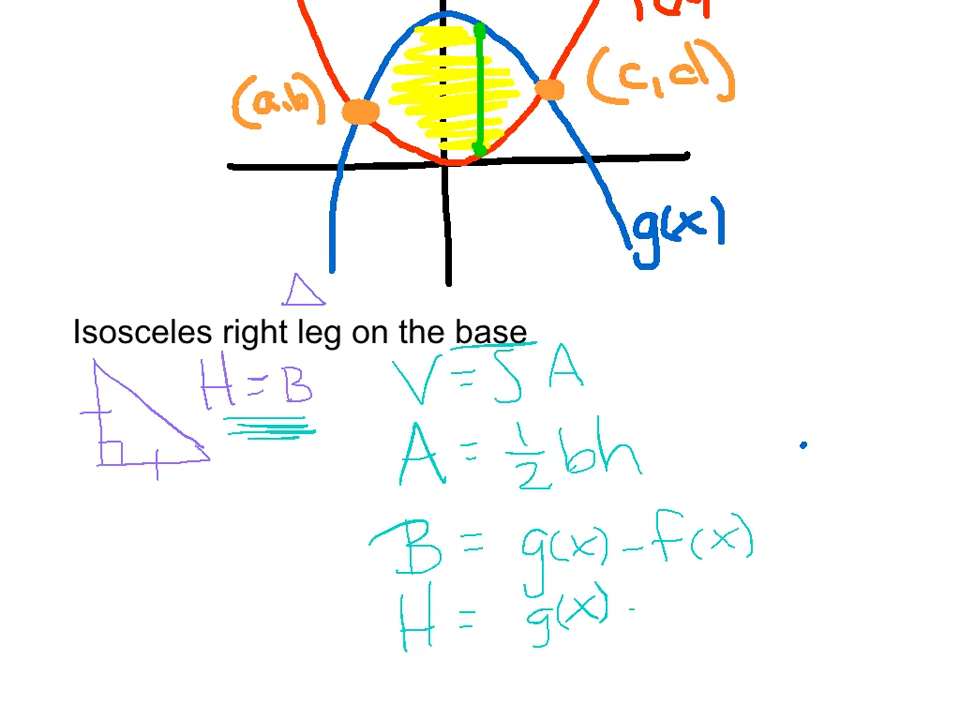 (a,b)
(c,d)
g(x)
Isosceles right leg on the base
H = B
V = ∫ A
A = 1/2 bh
B = g(x) - f(x)
H = g(x) -